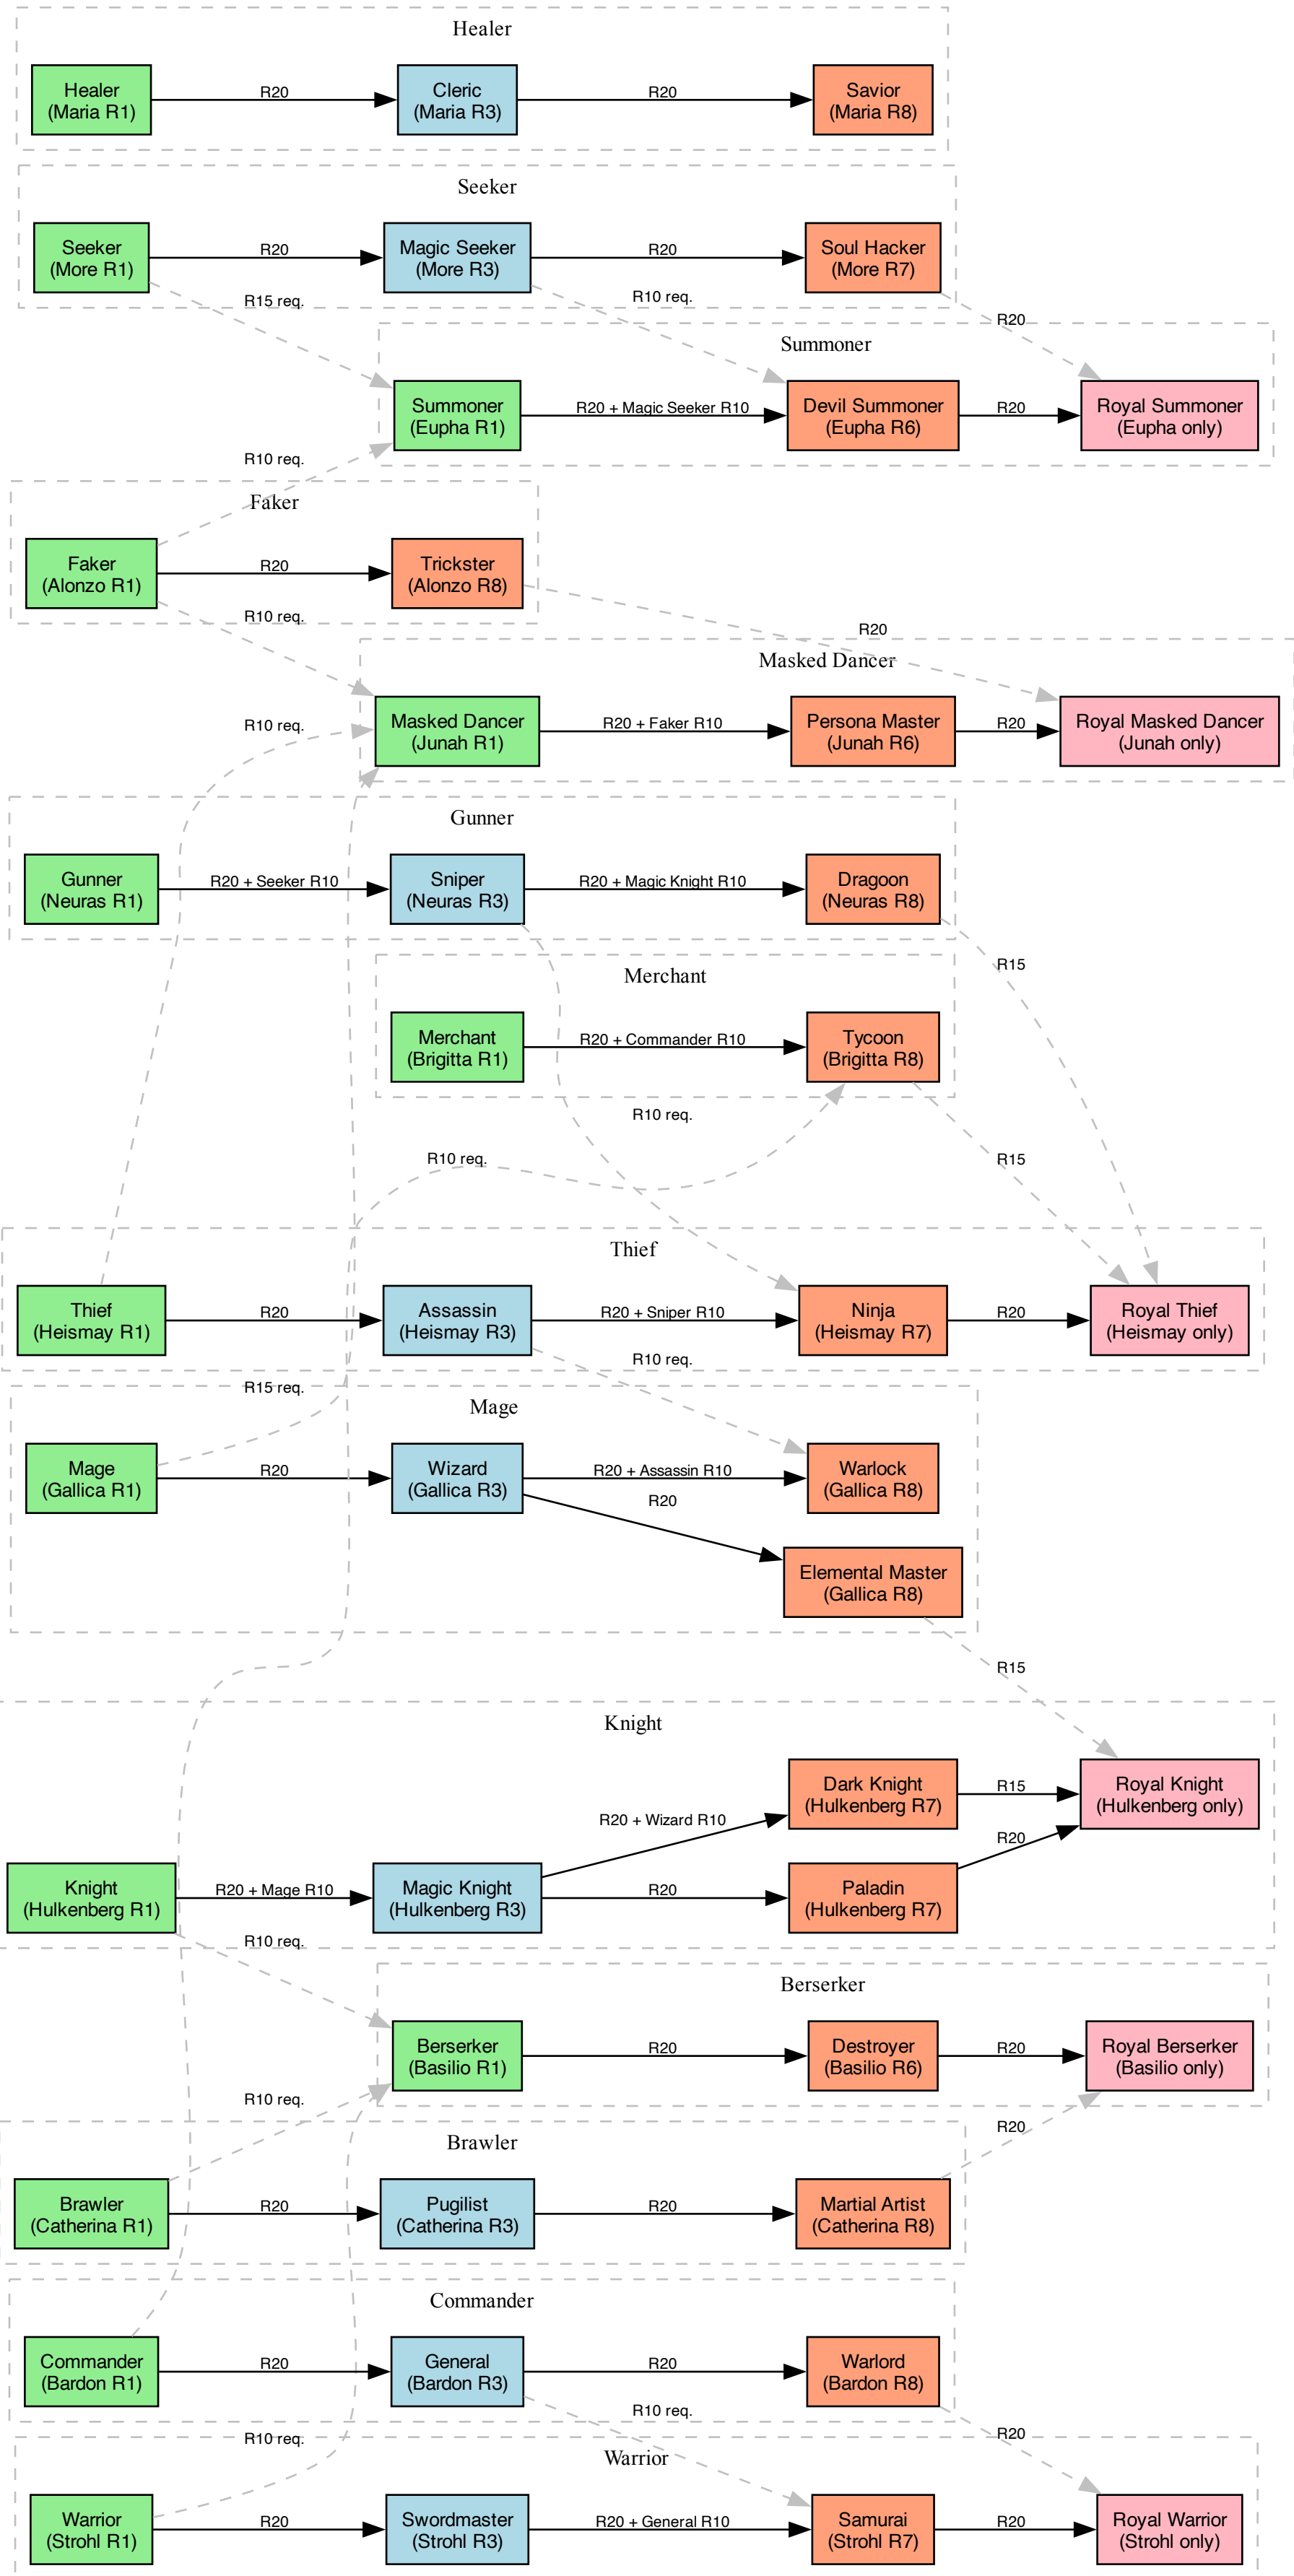 Healer
Healer
(Maria R1)
R20
Cleric
(Maria R3)
R20
Savior
(Maria R8)
Seeker
Seeker
(More R1)
R20
Magic Seeker
(More R3)
R20
Soul Hacker
(More R7)
R15 req.
R10 req.
R20
Summoner
Summoner
(Eupha R1)
R20 + Magic Seeker R10
Devil Summoner
(Eupha R6)
R20
Royal Summoner
(Eupha only)
R10 req.
Faker
Faker
(Alonzo R1)
R20
Trickster
(Alonzo R8)
R10 req.
R20
Masked Dancer
R10 req.
Masked Dancer
(Junah R1)
R20 + Faker R10
Persona Master
(Junah R6)
R20
Royal Masked Dancer
(Junah only)
Gunner
Gunner
(Neuras R1)
R20 + Seeker R10
Sniper
(Neuras R3)
R20 + Magic Knight R10
Dragoon
(Neuras R8)
R15
Merchant
Merchant
(Brigitta R1)
R20 + Commander R10
Tycoon
(Brigitta R8)
R10 req.
R10 req.
R15
Thief
Thief
(Heismay R1)
R20
Assassin
(Heismay R3)
R20 + Sniper R10
Ninja
(Heismay R7)
R20
Royal Thief
(Heismay only)
R10 req.
R15 req.
Mage
Mage
(Gallica R1)
R20
Wizard
(Gallica R3)
R20 + Assassin R10
Warlock
(Gallica R8)
R20
Elemental Master
(Gallica R8)
R15
Knight
Dark Knight
(Hulkenberg R7)
R15
Royal Knight
(Hulkenberg only)
R20 + Wizard R10
R20
Knight
(Hulkenberg R1)
R20 + Mage R10
Magic Knight
(Hulkenberg R3)
R20
Paladin
(Hulkenberg R7)
R10 req.
Berserker
Berserker
(Basilio R1)
R20
Destroyer
(Basilio R6)
R20
Royal Berserker
(Basilio only)
R10 req.
R20
Brawler
Brawler
(Catherina R1)
R20
Pugilist
(Catherina R3)
R20
Martial Artist
(Catherina R8)
Commander
Commander
(Bardon R1)
R20
General
(Bardon R3)
R20
Warlord
(Bardon R8)
R10 req.
R10 req.
R20
Warrior
Warrior
(Strohl R1)
R20
Swordmaster
(Strohl R3)
R20 + General R10
Samurai
(Strohl R7)
R20
Royal Warrior
(Strohl only)